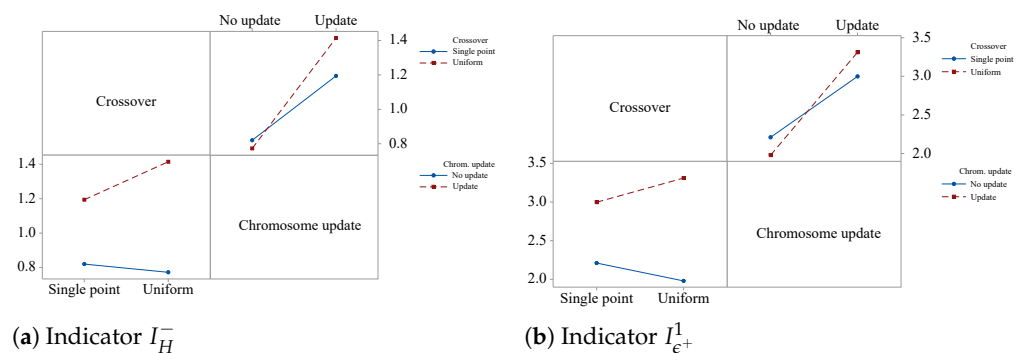 No update Update
Crossover
Single point
Uniform
1.4
1.2
1.0
0.8
Crossover
1.4
1.2
1.0
0.8
Chrom. update
No update
Update
Chromosome update
Single point Uniform
(a) Indicator I_H^-
No update Update
Crossover
Single point
Uniform
3.5
3.0
2.5
2.0
Crossover
3.5
3.0
2.5
2.0
Chrom. update
No update
Update
Chromosome update
Single point Uniform
(b) Indicator I_{ϵ^+}^1